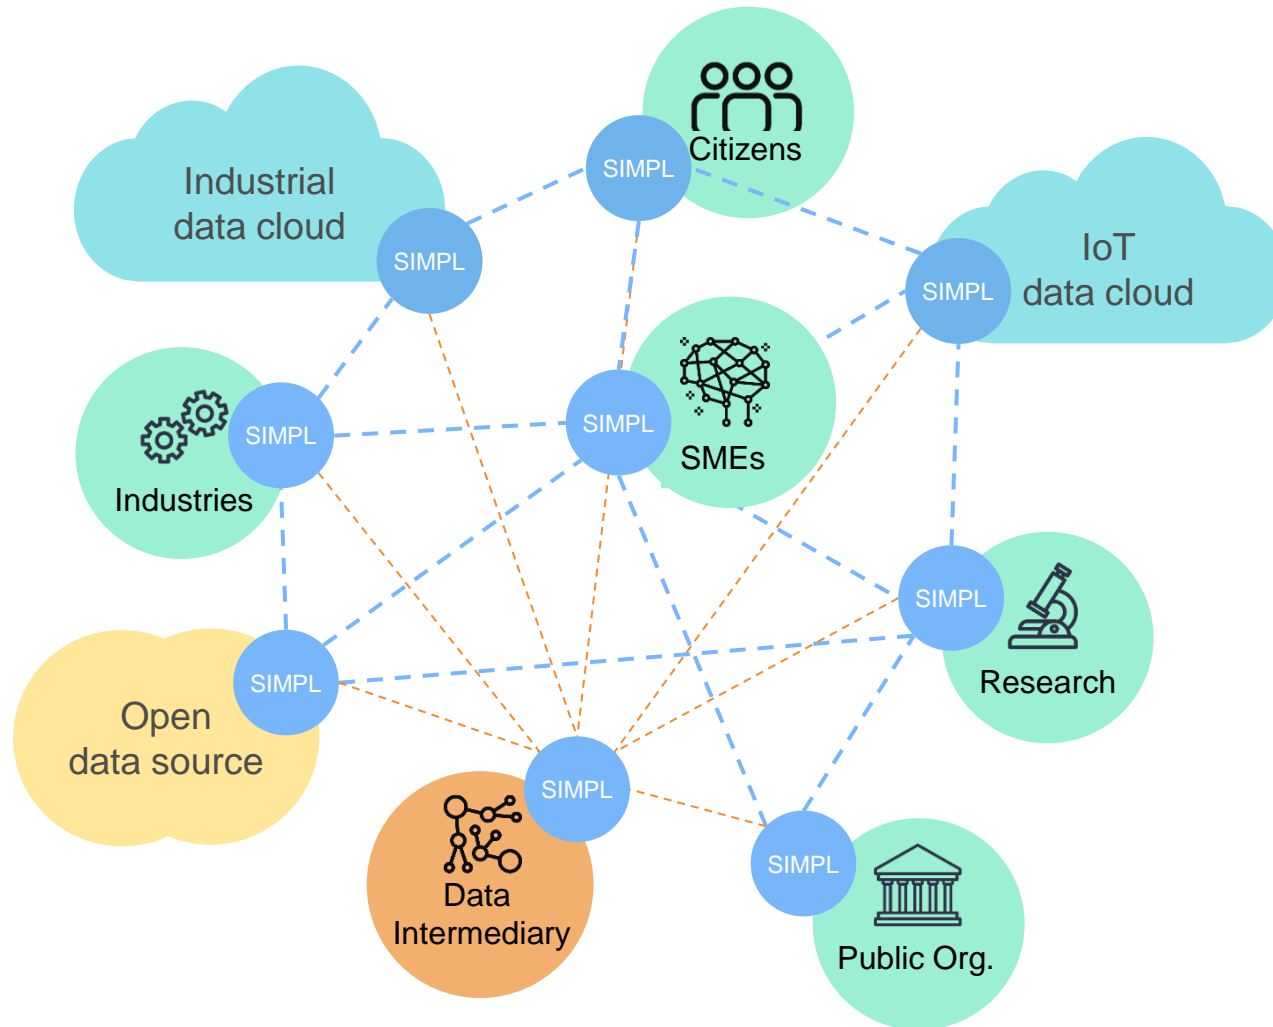 Citizens
SIMPL
Industrial
data cloud
SIMPL
IoT
data cloud
SIMPL
Industries
SIMPL
SIMPL
SMEs
SIMPL
Research
SIMPL
Open
data source
SIMPL
Data
Intermediary
SIMPL
Public Org.